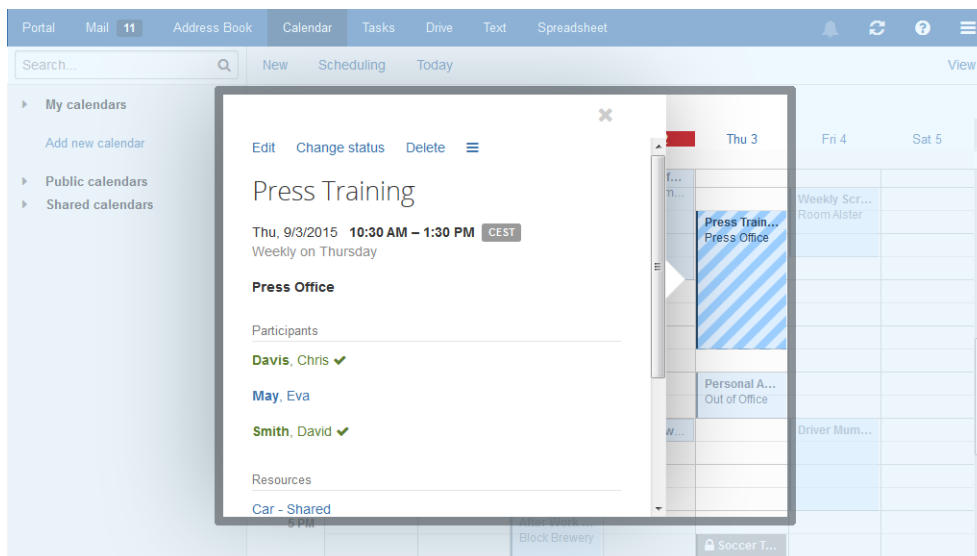 Portal Mail 11 Address Book Calendar Tasks Drive Text Spreadsheet
Search... New Scheduling Today View
My calendars
Add new calendar
Public calendars
Shared calendars
Edit Change status Delete
Press Training
Thu, 9/3/2015 10:30 AM – 1:30 PM CEST
Weekly on Thursday
Press Office
Participants
Davis, Chris
May, Eva
Smith, David
Resources
Car - Shared
5 PM
After Work ...
Block Brewery
Thu 3 Fri 4 Sat 5
Press Train...
Press Office
Personal A...
Out of Office
Soccer T...
Weekly Scr...
Room Alster
Driver Mum...